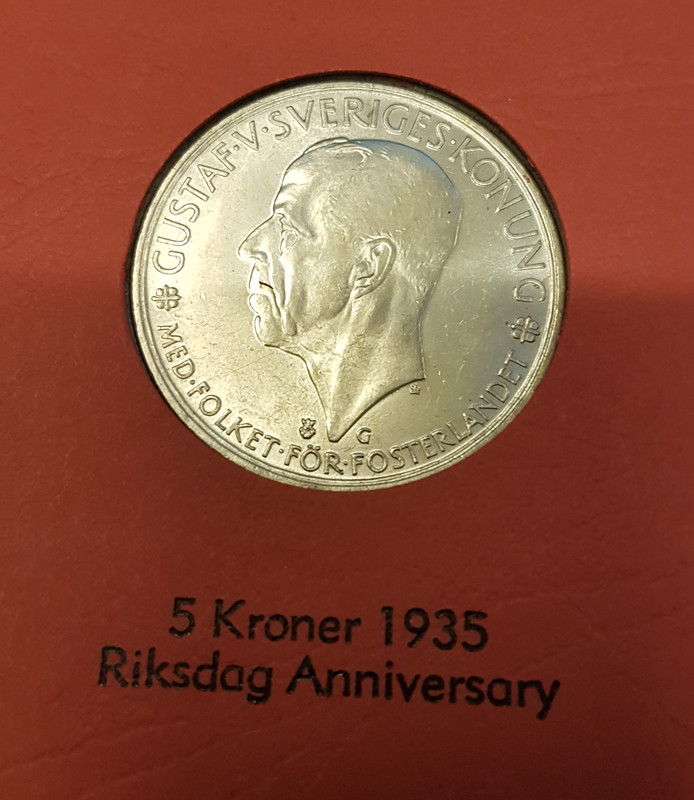 GUSTAF·V·SVERIGES·KONUNG
MED·FOLKET·FÖR·FOSTERLANDET
G
5 Kroner 1935
Riksdag Anniversary